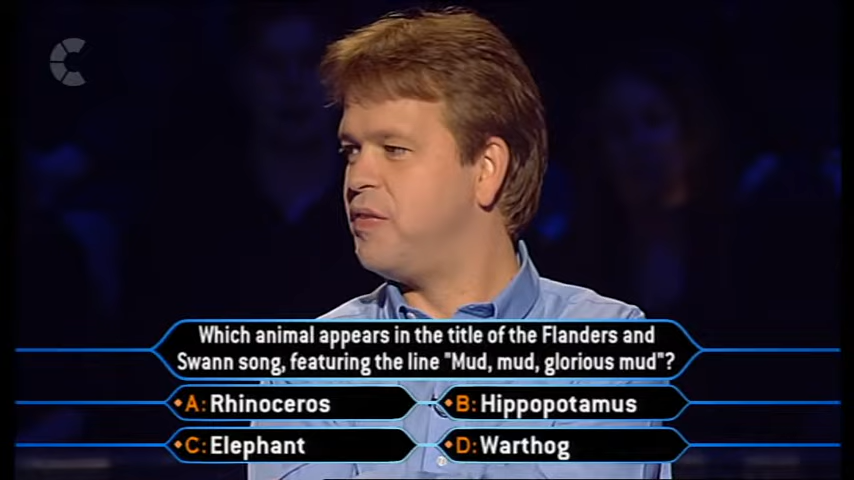 Which animal appears in the title of the Flanders and
Swann song, featuring the line "Mud, mud, glorious mud"?
A: Rhinoceros
B: Hippopotamus
C: Elephant
D: Warthog